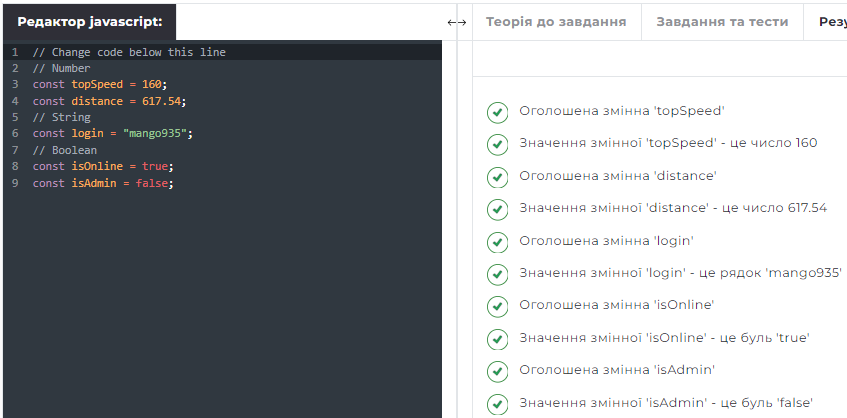 Редактор javascript:
1 // Change code below this line
2 // Number
3 const topSpeed = 160;
4 const distance = 617.54;
5 // String
6 const login = "mango935";
7 // Boolean
8 const isOnline = true;
9 const isAdmin = false;
Теорія до завдання
Завдання та тести
Резу
Оголошена змінна 'topSpeed'
Значення змінної 'topSpeed' - це число 160
Оголошена змінна 'distance'
Значення змінної 'distance' - це число 617.54
Оголошена змінна 'login'
Значення змінної 'login' - це рядок 'mango935'
Оголошена змінна 'isOnline'
Значення змінної 'isOnline' - це буль 'true'
Оголошена змінна 'isAdmin'
Значення змінної 'isAdmin' - це буль 'false'